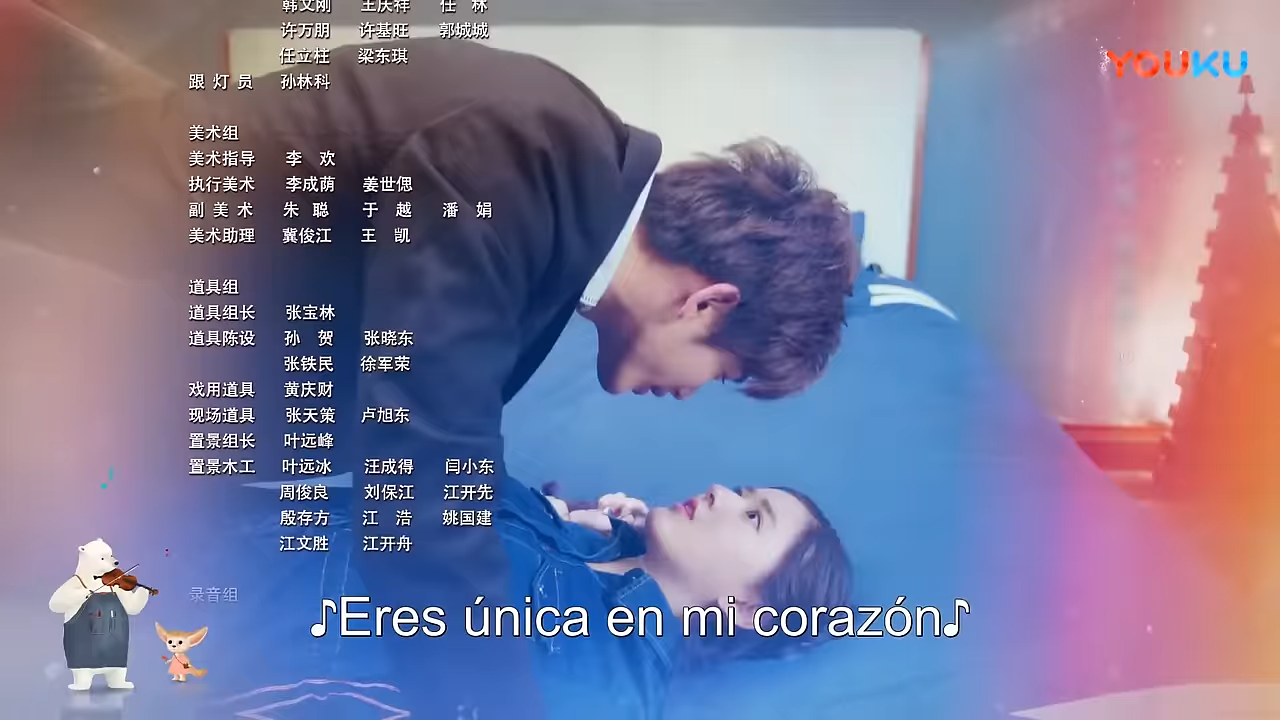 韩文刚 王庆祥 任 林
许万朋 许基旺 郭城城
任立柱 梁东琪
跟灯员 孙林科
YOUKU
美术组
美术指导 李 欢
执行美术 李成荫 姜世偲
副美术 朱 聪 于 越 潘 娟
美术助理 冀俊江 王 凯
道具组
道具组长 张宝林
道具陈设 孙 贺 张晓东
张铁民 徐军荣
戏用道具 黄庆财
现场道具 张天策 卢旭东
置景组长 叶远峰
置景木工 叶远冰 汪成得 闫小东
周俊良 刘保江 江开先
殷存方 江 浩 姚国建
江文胜 江开舟
录音组
♪Eres única en mi corazón♪